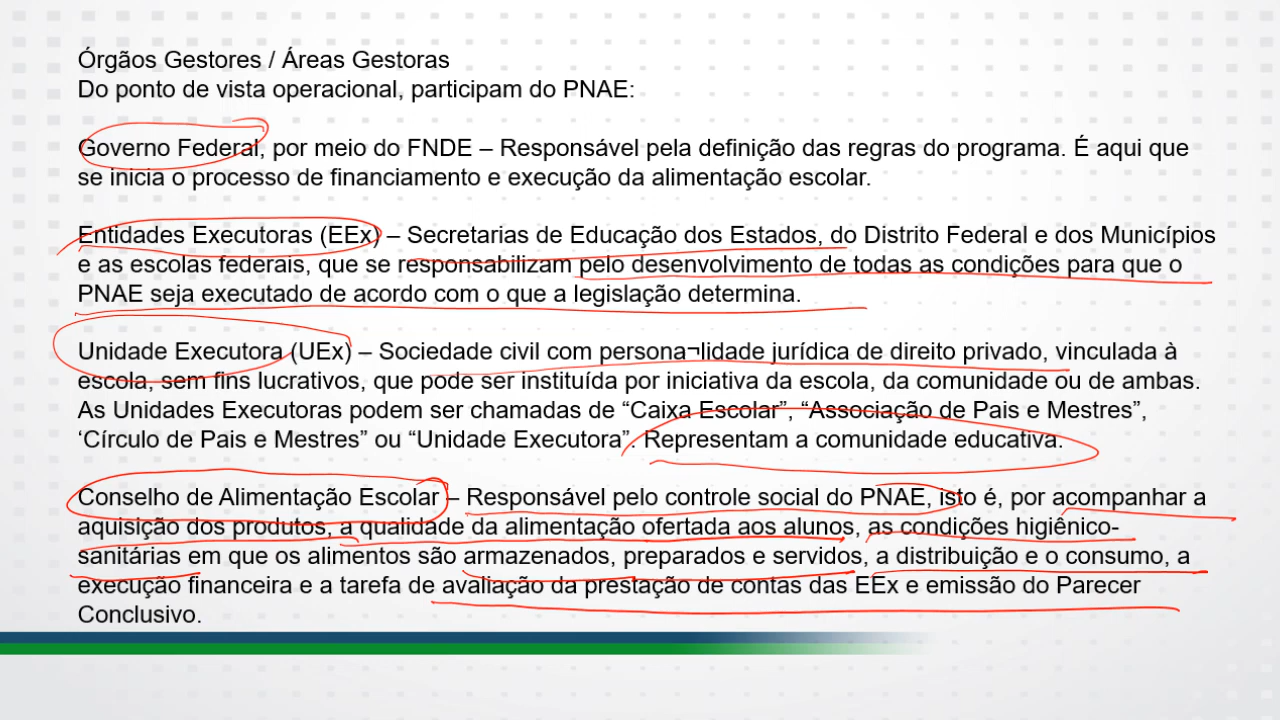 Órgãos Gestores / Áreas Gestoras
Do ponto de vista operacional, participam do PNAE:
Governo Federal, por meio do FNDE – Responsável pela definição das regras do programa. É aqui que
se inicia o processo de financiamento e execução da alimentação escolar.
Entidades Executoras (EEx) – Secretarias de Educação dos Estados, do Distrito Federal e dos Municípios
e as escolas federais, que se responsabilizam pelo desenvolvimento de todas as condições para que o
PNAE seja executado de acordo com o que a legislação determina.
Unidade Executora (UEx) – Sociedade civil com persona¬lidade jurídica de direito privado, vinculada à
escola, sem fins lucrativos, que pode ser instituída por iniciativa da escola, da comunidade ou de ambas.
As Unidades Executoras podem ser chamadas de “Caixa Escolar”, “Associação de Pais e Mestres”,
‘Círculo de Pais e Mestres” ou “Unidade Executora”. Representam a comunidade educativa.
Conselho de Alimentação Escolar – Responsável pelo controle social do PNAE, isto é, por acompanhar a
aquisição dos produtos, a qualidade da alimentação ofertada aos alunos, as condições higiênico-
sanitárias em que os alimentos são armazenados, preparados e servidos, a distribuição e o consumo, a
execução financeira e a tarefa de avaliação da prestação de contas das EEx e emissão do Parecer
Conclusivo.